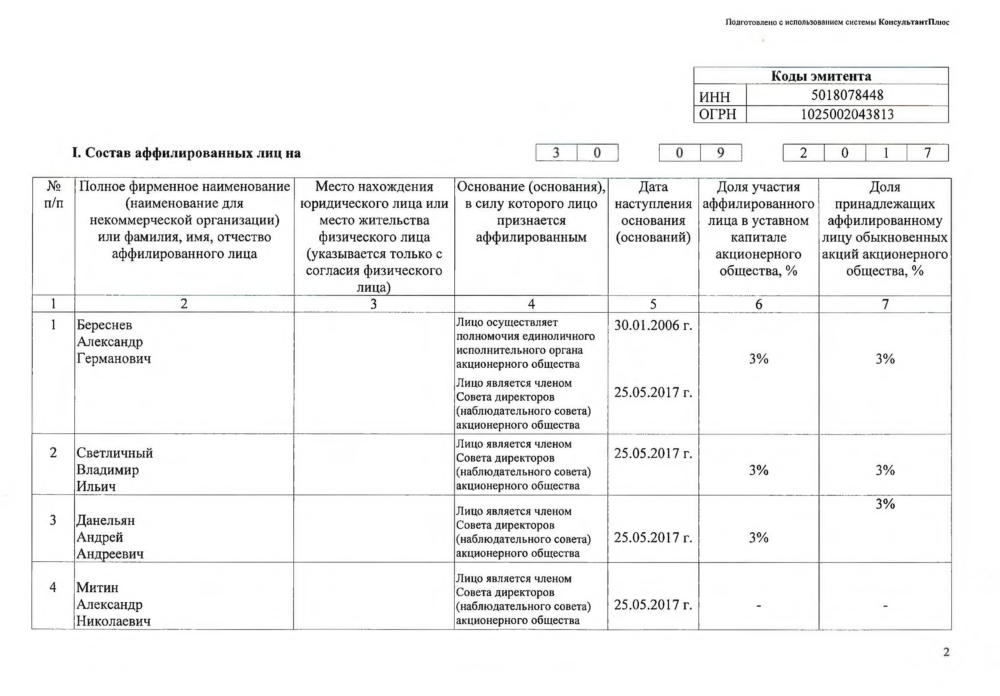 Подготовлено с использованием системы КонсультантПлюс
Коды эмитента
ИНН 5018078448
ОГРН 1025002043813
I. Состав аффилированных лиц на 3 0 0 9 2 0 1 7
№
п/п
Полное фирменное наименование
(наименование для
некоммерческой организации)
или фамилия, имя, отчество
аффилированного лица
Место нахождения
юридического лица или
место жительства
физического лица
(указывается только с
согласия физического
лица)
Основание (основания),
в силу которого лицо
признается
аффилированным
Дата
наступления
основания
(оснований)
Доля участия
аффилированного
лица в уставном
капитале
акционерного
общества, %
Доля
принадлежащих
аффилированному
лицу обыкновенных
акций акционерного
общества, %
1 2 3 4 5 6 7
1
Береснев
Александр
Германович
Лицо осуществляет
полномочия единоличного
исполнительного органа
акционерного общества
Лицо является членом
Совета директоров
(наблюдательного совета)
акционерного общества
30.01.2006 г.
25.05.2017 г.
3%
3%
2
Светличный
Владимир
Ильич
Лицо является членом
Совета директоров
(наблюдательного совета)
акционерного общества
25.05.2017 г.
3%
3%
3
Данельян
Андрей
Андреевич
Лицо является членом
Совета директоров
(наблюдательного совета)
акционерного общества
25.05.2017 г.
3%
3%
4
Митин
Александр
Николаевич
Лицо является членом
Совета директоров
(наблюдательного совета)
акционерного общества
25.05.2017 г.
-
-
2